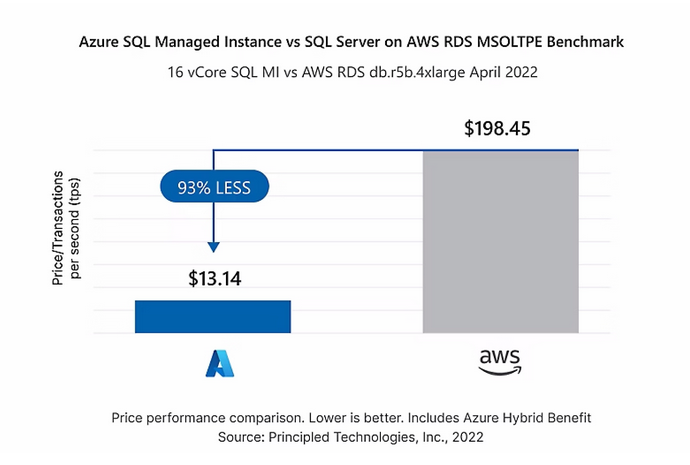 Azure SQL Managed Instance vs SQL Server on AWS RDS MSOLTPE Benchmark
16 vCore SQL MI vs AWS RDS db.r5b.4xlarge April 2022
$198.45
93% LESS
Price/Transactions
per second (tps)
$13.14
aws
Price performance comparison. Lower is better. Includes Azure Hybrid Benefit
Source: Principled Technologies, Inc., 2022